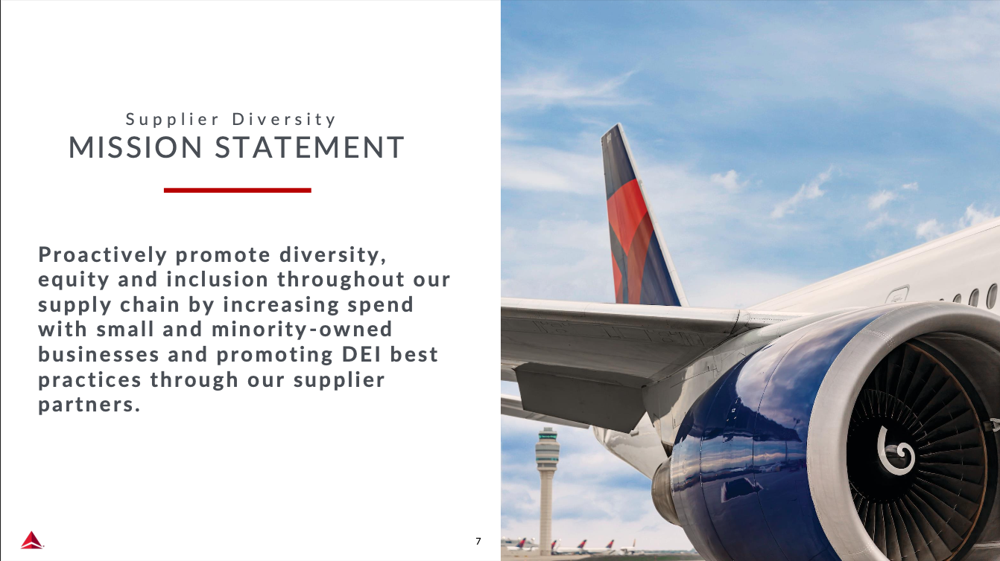 Supplier Diversity
MISSION STATEMENT
Proactively promote diversity,
equity and inclusion throughout our
supply chain by increasing spend
with small and minority-owned
businesses and promoting DEI best
practices through our supplier
partners.
7